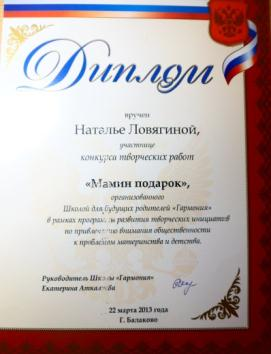 Диплом
вручен
Наталье Ловягиной,
участнице
конкурса творческих работ
«Мамин подарок»,
организованного
Школой для будущих родителей «Гармония»
в рамках программы развития творческих инициатив
по привлечению внимания общественности
к проблемам материнства и детства.
Руководитель Школы «Гармония»
Екатерина
22 марта 2013 года
Г. Балаково